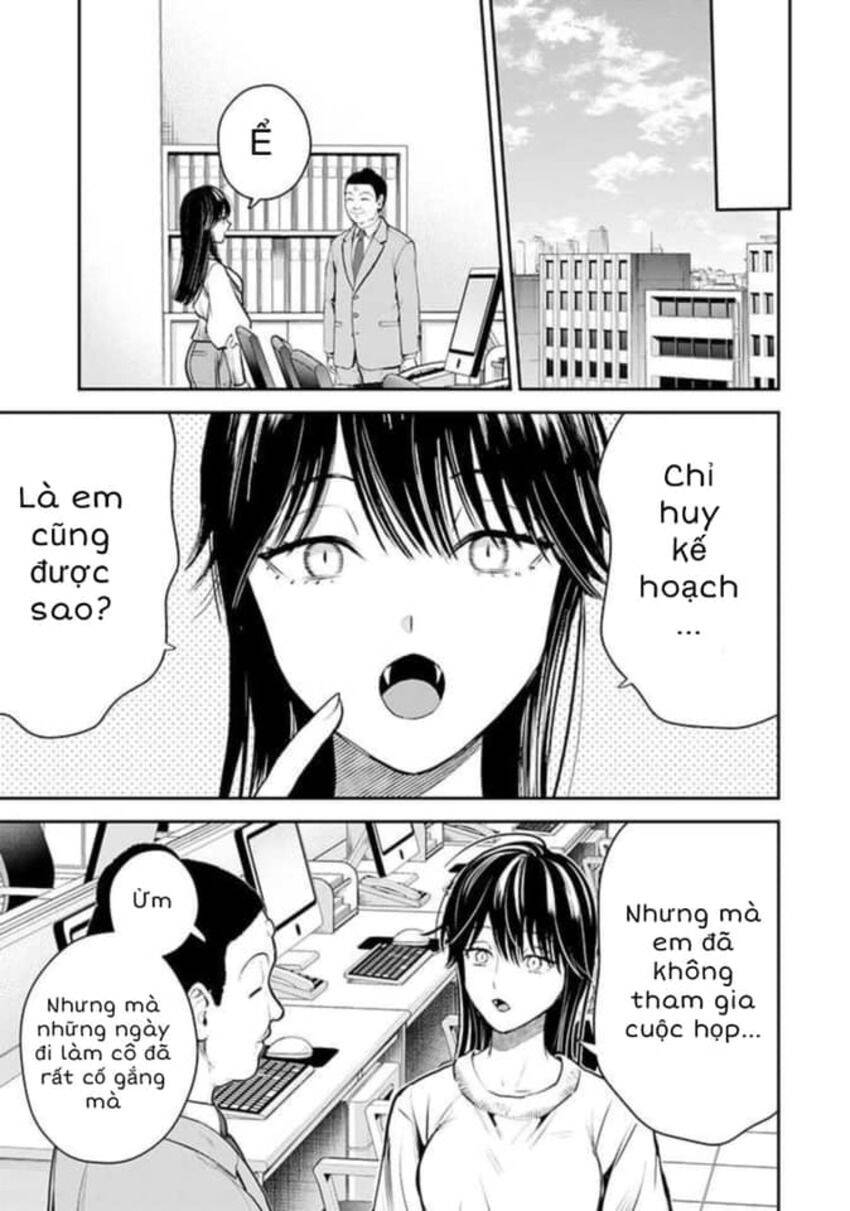 Ể
Chỉ
huy
kế
hoạch
...
Là em
cũng
được
sao?
Nhưng mà
em đã
không
tham gia
cuộc họp...
Ừm
Nhưng mà
những ngày
đi làm cô đã
rất cố gắng
mà